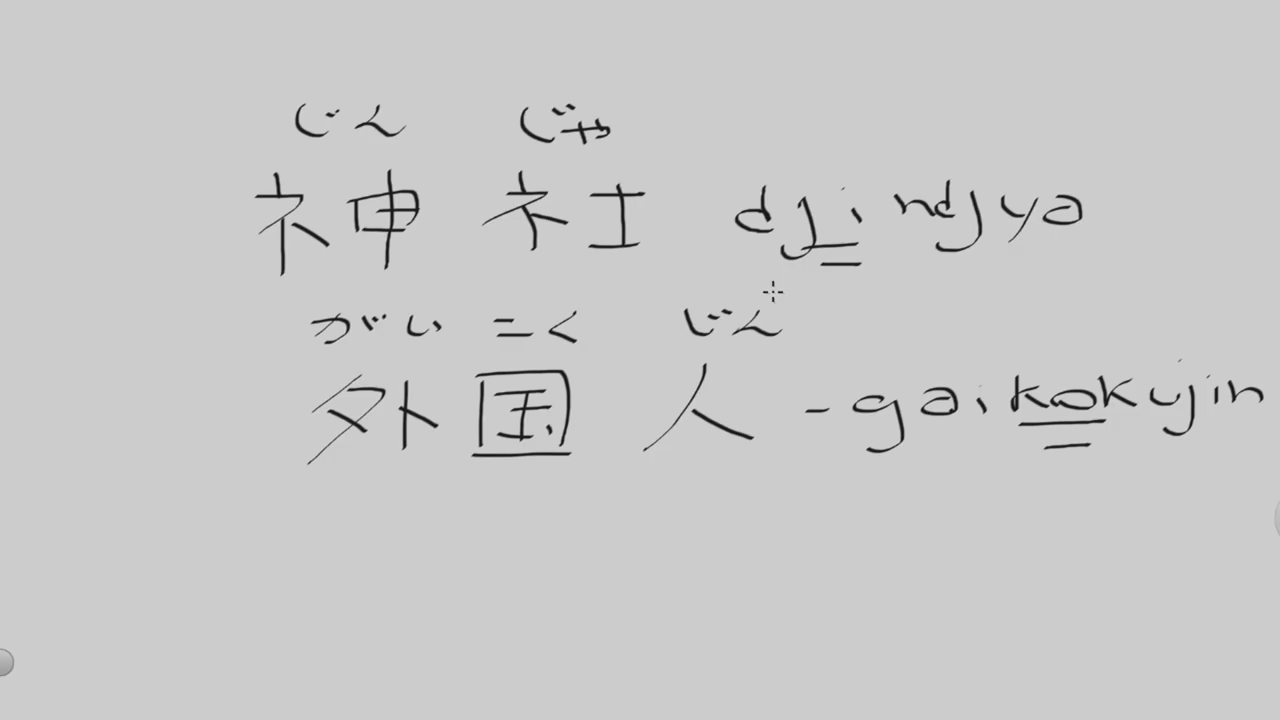 じん じゃ
神社 djindjya
がい こく じん
外国人 - gaikokujin